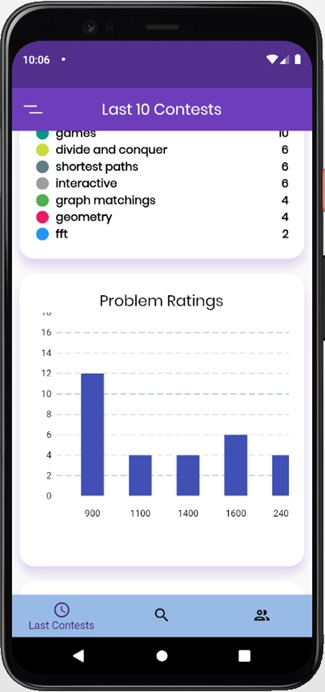 10:06
Last 10 Contests
games 10
divide and conquer 6
shortest paths 6
interactive 6
graph matchings 4
geometry 4
fft 2
Problem Ratings
18
16
14
12
10
8
6
4
2
0
900 1100 1400 1600 240
Last Contests